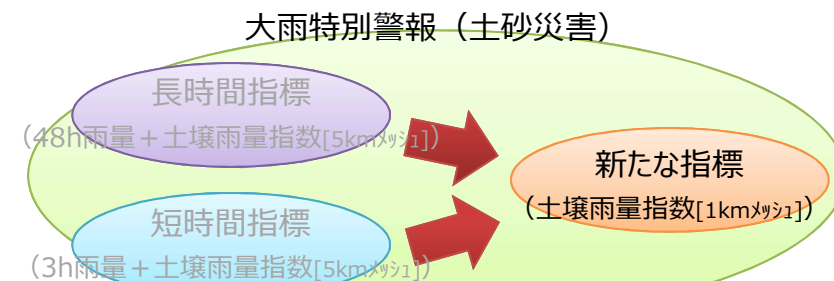 大雨特別警報（土砂災害）
長時間指標
（48h雨量＋土壌雨量指数[5kmﾒｯｼｭ]）
新たな指標
（土壌雨量指数[1kmﾒｯｼｭ]）
短時間指標
（3h雨量＋土壌雨量指数[5kmﾒｯｼｭ]）